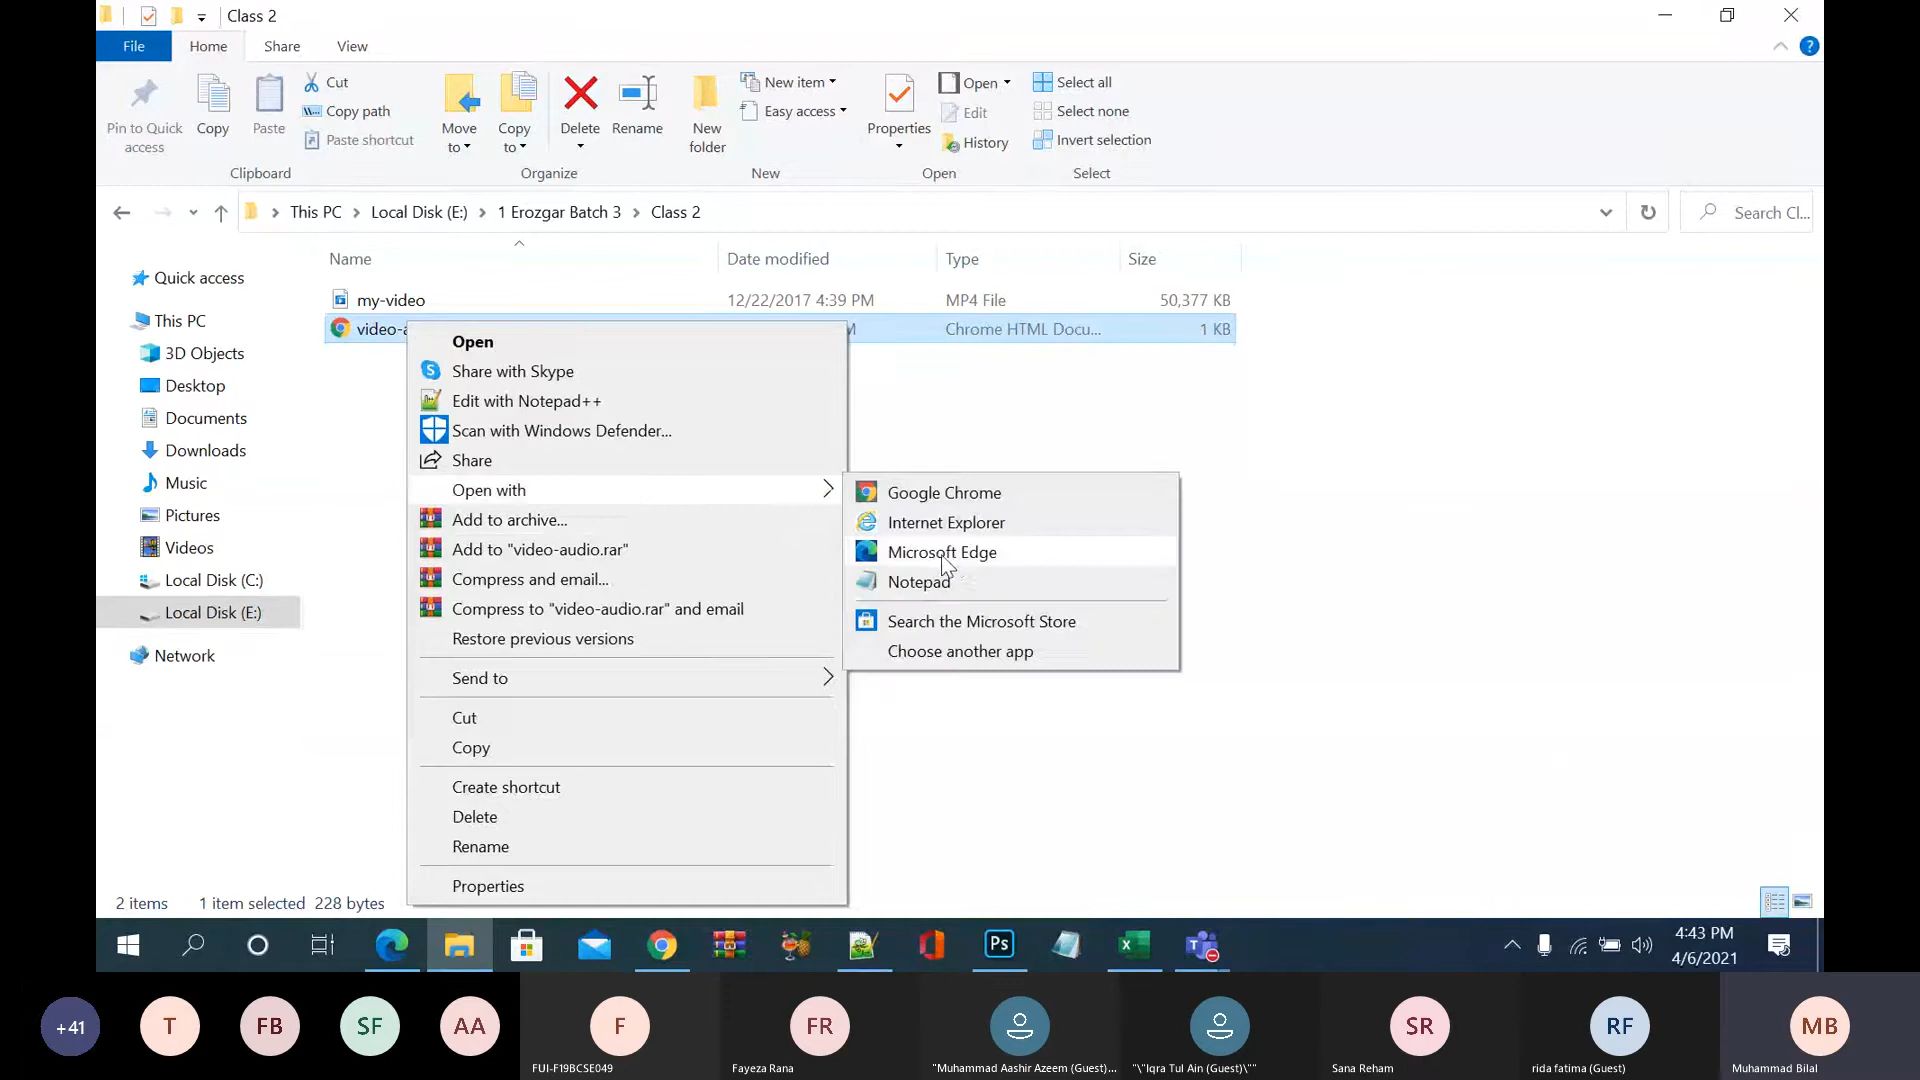 Class 2
File Home Share View
Pin to Quick access
Copy
Paste
Cut
Copy path
Paste shortcut
Clipboard
Move to
Copy to
Delete
Rename
Organize
New folder
New item
Easy access
New
Properties
Open
Edit
History
Open
Select all
Select none
Invert selection
Select
This PC > Local Disk (E:) > 1 Erozgar Batch 3 > Class 2
Search Cl...
Name Date modified Type Size
my-video 12/22/2017 4:39 PM MP4 File 50,377 KB
video-a M Chrome HTML Docu... 1 KB
Quick access
This PC
3D Objects
Desktop
Documents
Downloads
Music
Pictures
Videos
Local Disk (C:)
Local Disk (E:)
Network
Open
Share with Skype
Edit with Notepad++
Scan with Windows Defender...
Share
Open with
Add to archive...
Add to "video-audio.rar"
Compress and email...
Compress to "video-audio.rar" and email
Restore previous versions
Send to
Cut
Copy
Create shortcut
Delete
Rename
Properties
Google Chrome
Internet Explorer
Microsoft Edge
Notepad
Search the Microsoft Store
Choose another app
2 items 1 item selected 228 bytes
Ps
4:43 PM
4/6/2021
+41 T FB SF AA F FR SR RF MB
FUI-F19BCSE049
Fayeza Rana
"Muhammad Aashir Azeem (Guest)...
"\"Iqra Tul Ain (Guest)\""
Sana Reham
rida fatima (Guest)
Muhammad Bilal